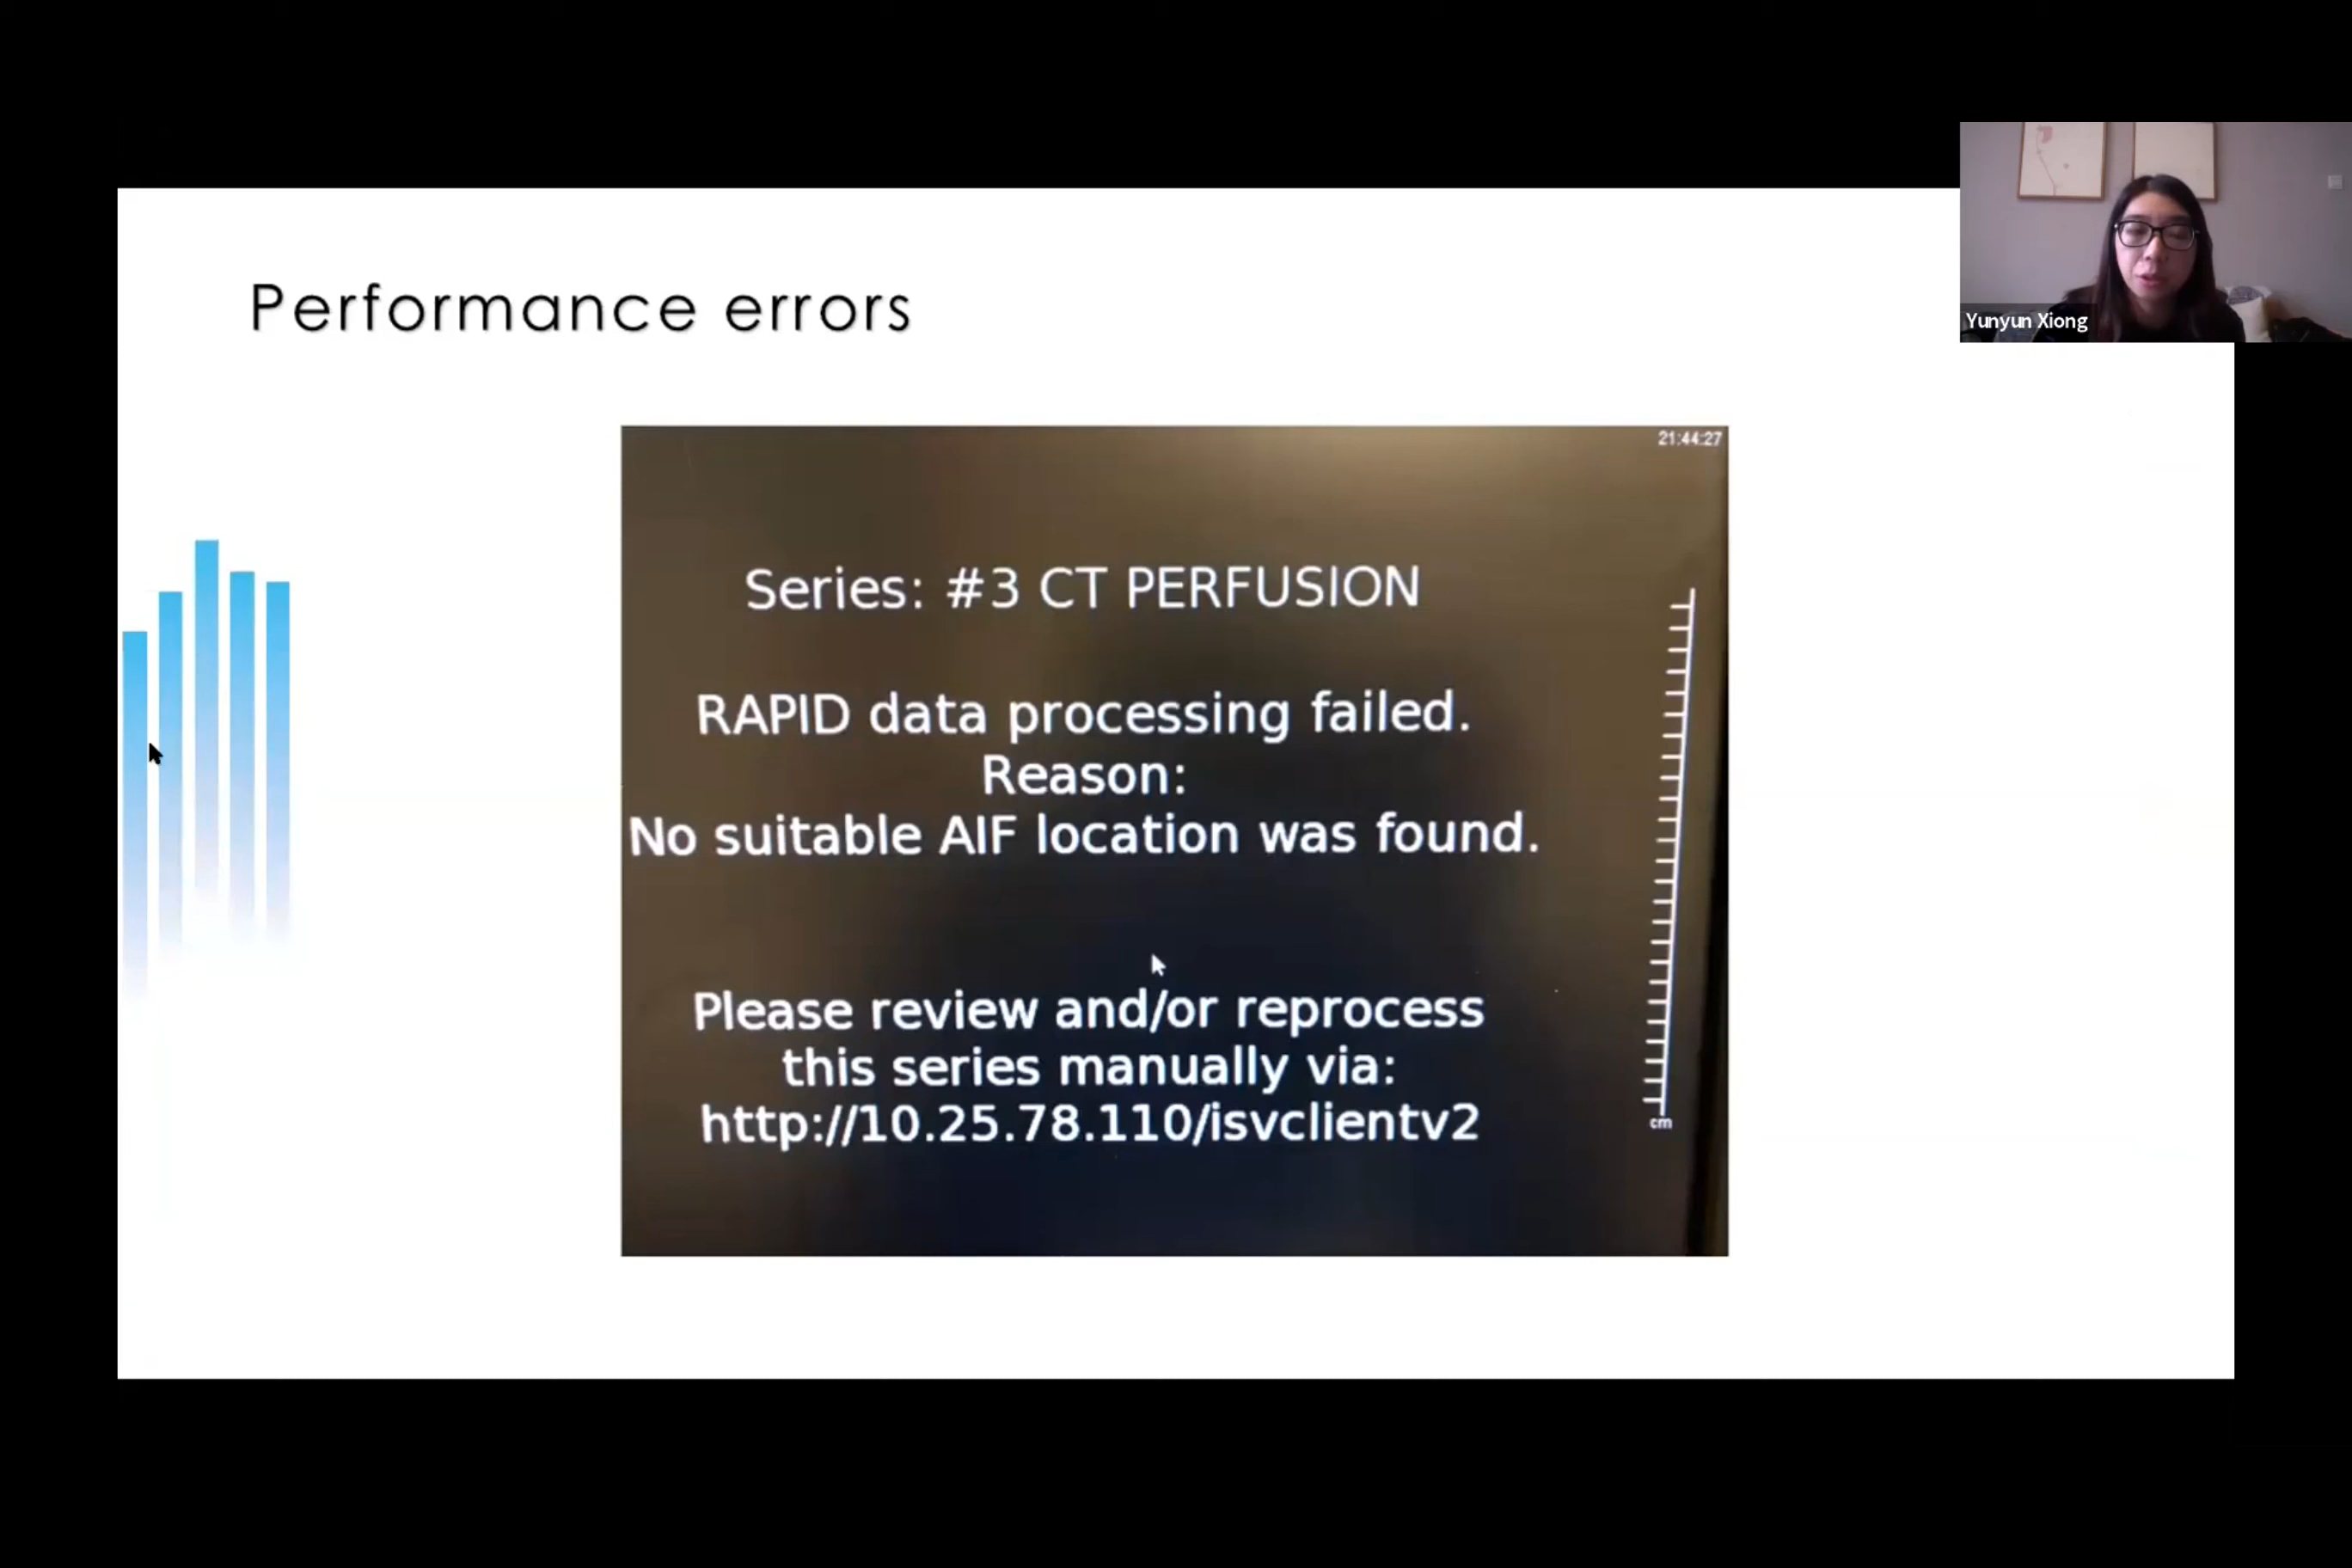 Performance errors
Yunyun Xiong
21:44:27
Series: #3 CT PERFUSION
RAPID data processing failed.
Reason:
No suitable AIF location was found.
Please review and/or reprocess
this series manually via:
http://10.25.78.110/isvclientv2
cm